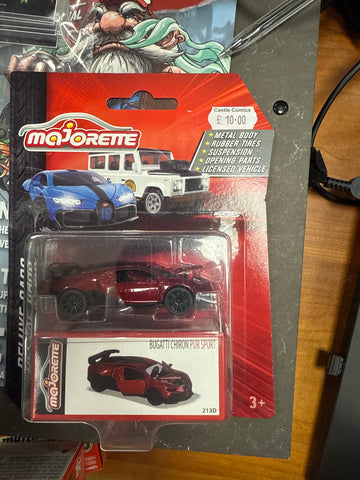 AL
Castle Comics
£ 10.00
majORETTE
★ METAL BODY
★ RUBBER TIRES
★ SUSPENSION
★ OPENING PARTS
★ LICENSED VEHICLE
DELUXE CARS
majORETTE
BUGATTI CHIRON PUR SPORT
213D
3+